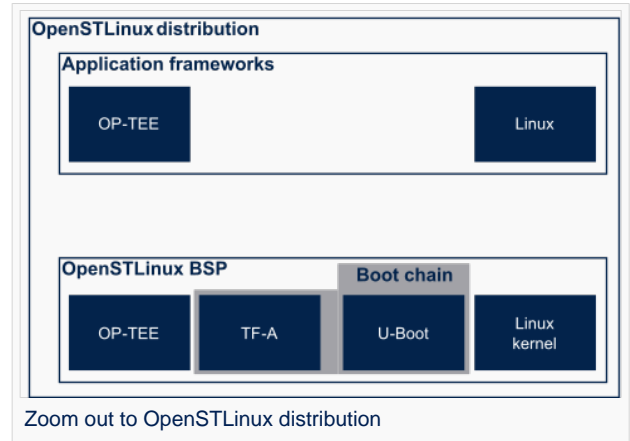 OpenSTLinux distribution
Application frameworks
OP-TEE
Linux
OpenSTLinux BSP
Boot chain
OP-TEE
TF-A
U-Boot
Linux
kernel
Zoom out to OpenSTLinux distribution